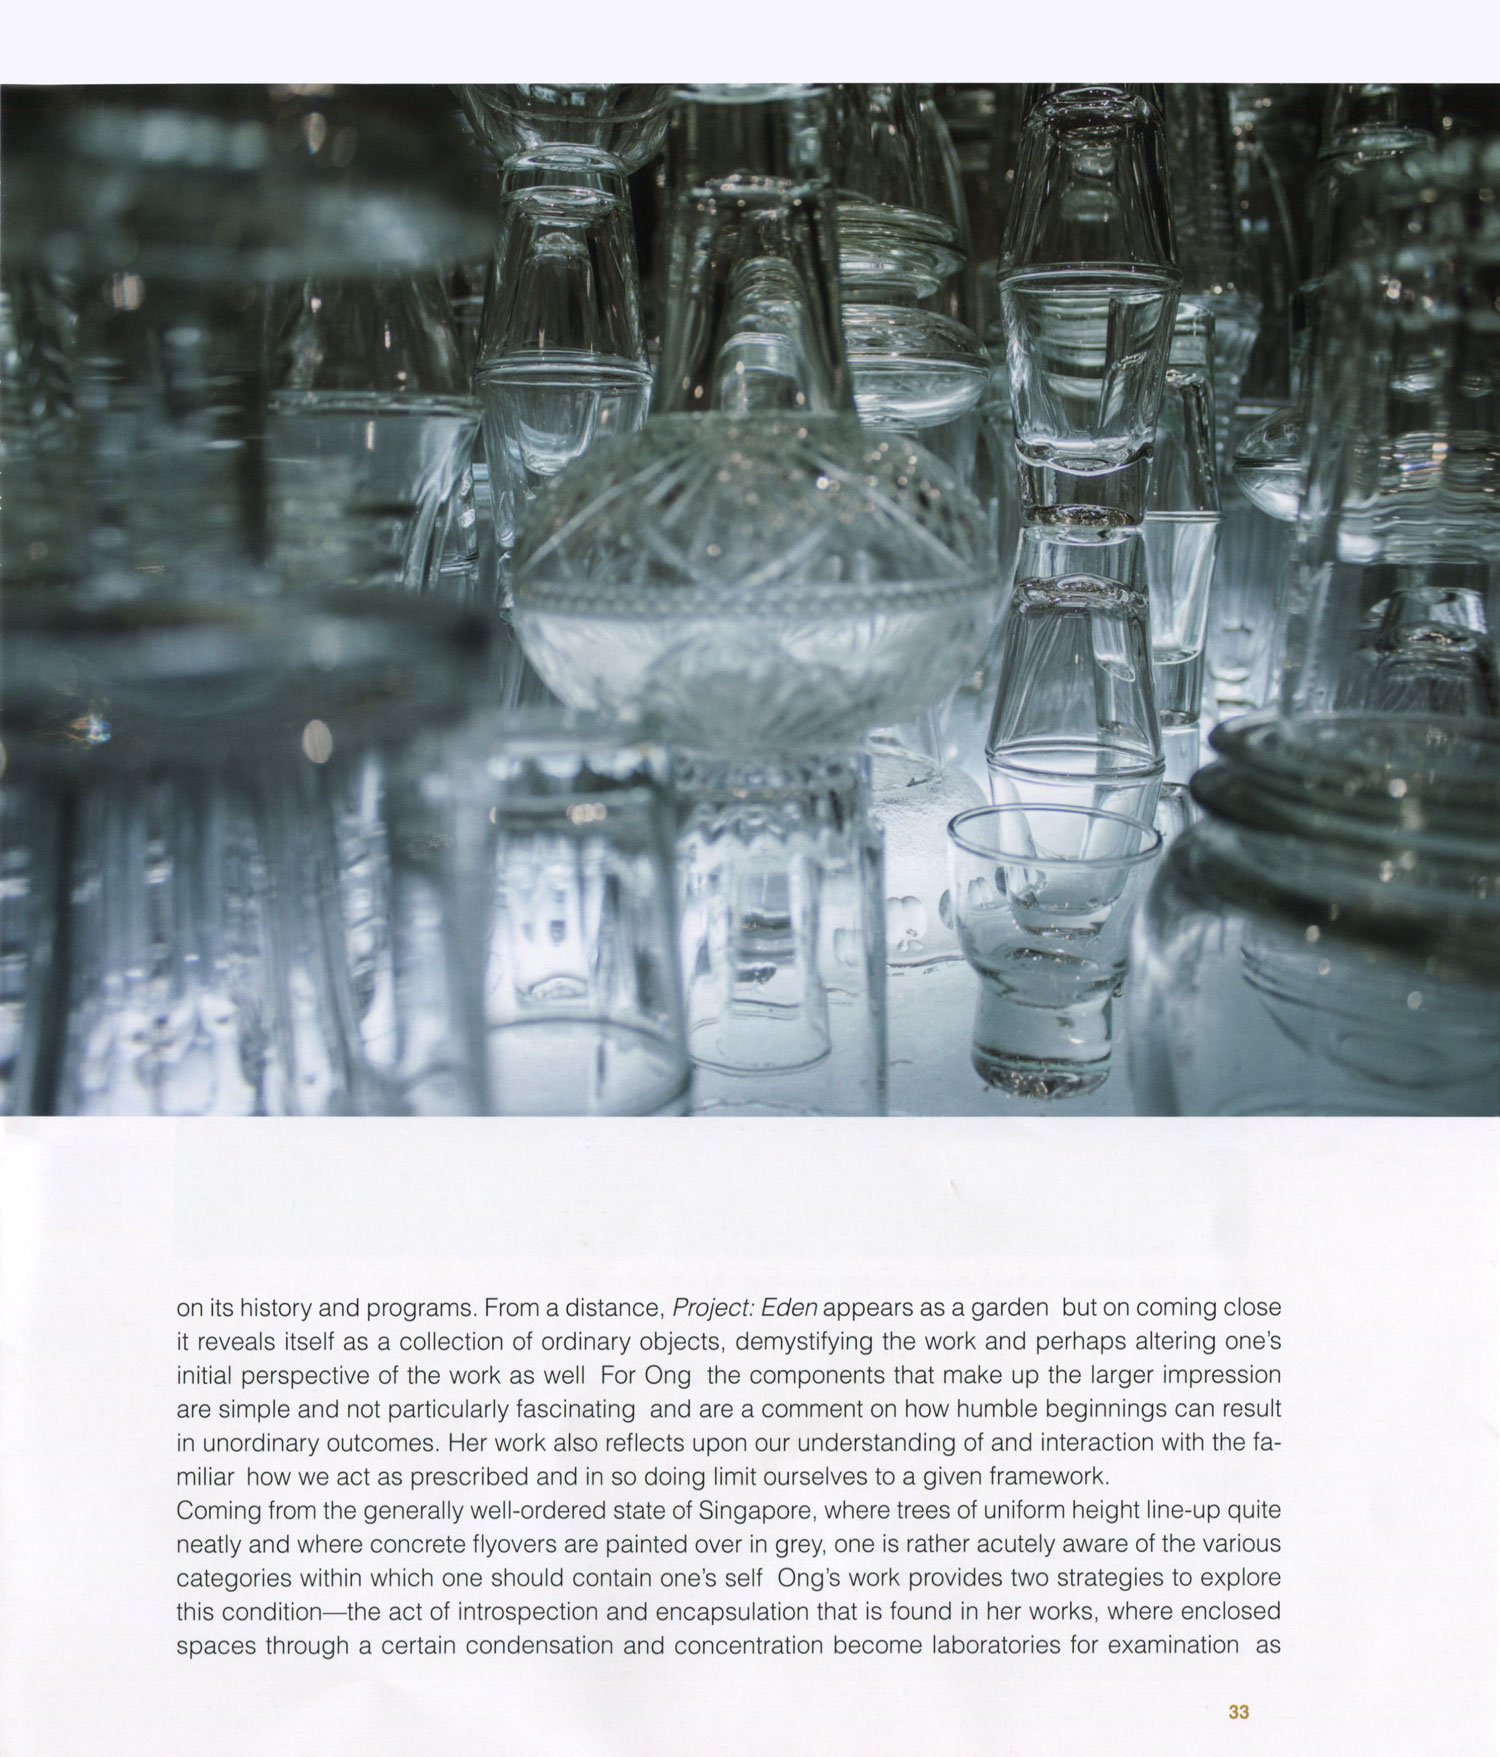 on its history and programs. From a distance, Project: Eden appears as a garden but on coming close
it reveals itself as a collection of ordinary objects, demystifying the work and perhaps altering one's
initial perspective of the work as well For Ong the components that make up the larger impression
are simple and not particularly fascinating and are a comment on how humble beginnings can result
in unordinary outcomes. Her work also reflects upon our understanding of and interaction with the fa-
miliar how we act as prescribed and in so doing limit ourselves to a given framework.
Coming from the generally well-ordered state of Singapore, where trees of uniform height line-up quite
neatly and where concrete flyovers are painted over in grey, one is rather acutely aware of the various
categories within which one should contain one's self Ong's work provides two strategies to explore
this condition—the act of introspection and encapsulation that is found in her works, where enclosed
spaces through a certain condensation and concentration become laboratories for examination as
33